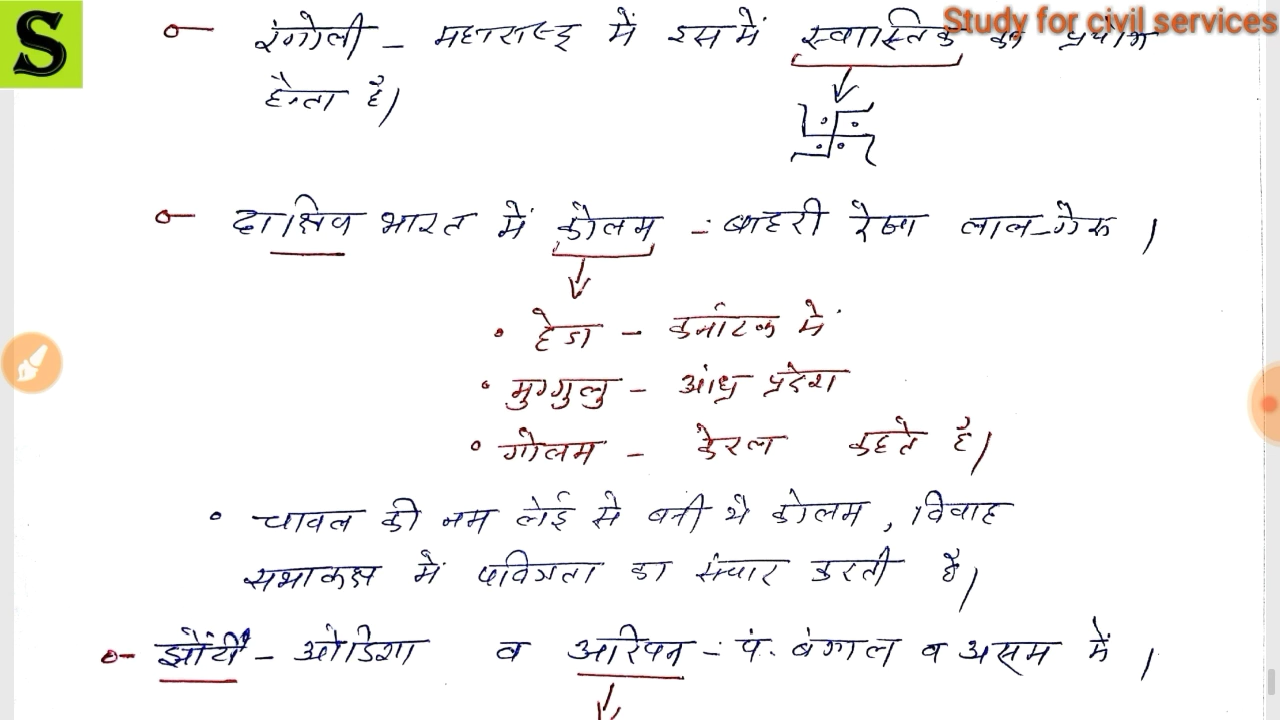 S
Study for civil services
रंगोली – महाराष्ट्र में इसमें स्वास्तिक का प्रयोग
होता है।
दाक्षिण भारत में कोलम – बाहरी रेखा लाल-गेरू।
• हेडा – कर्नाटक में
• मुग्गुलु – आंध्र प्रदेश
• गोलम – केरल कहते है।
• चावल की नम लेई से बनी ये कोलम, विवाह
सभाकक्ष में पवित्रता का संचार करती है।
– ओडिशा व अरिपन – पं. बंगाल व असम में।